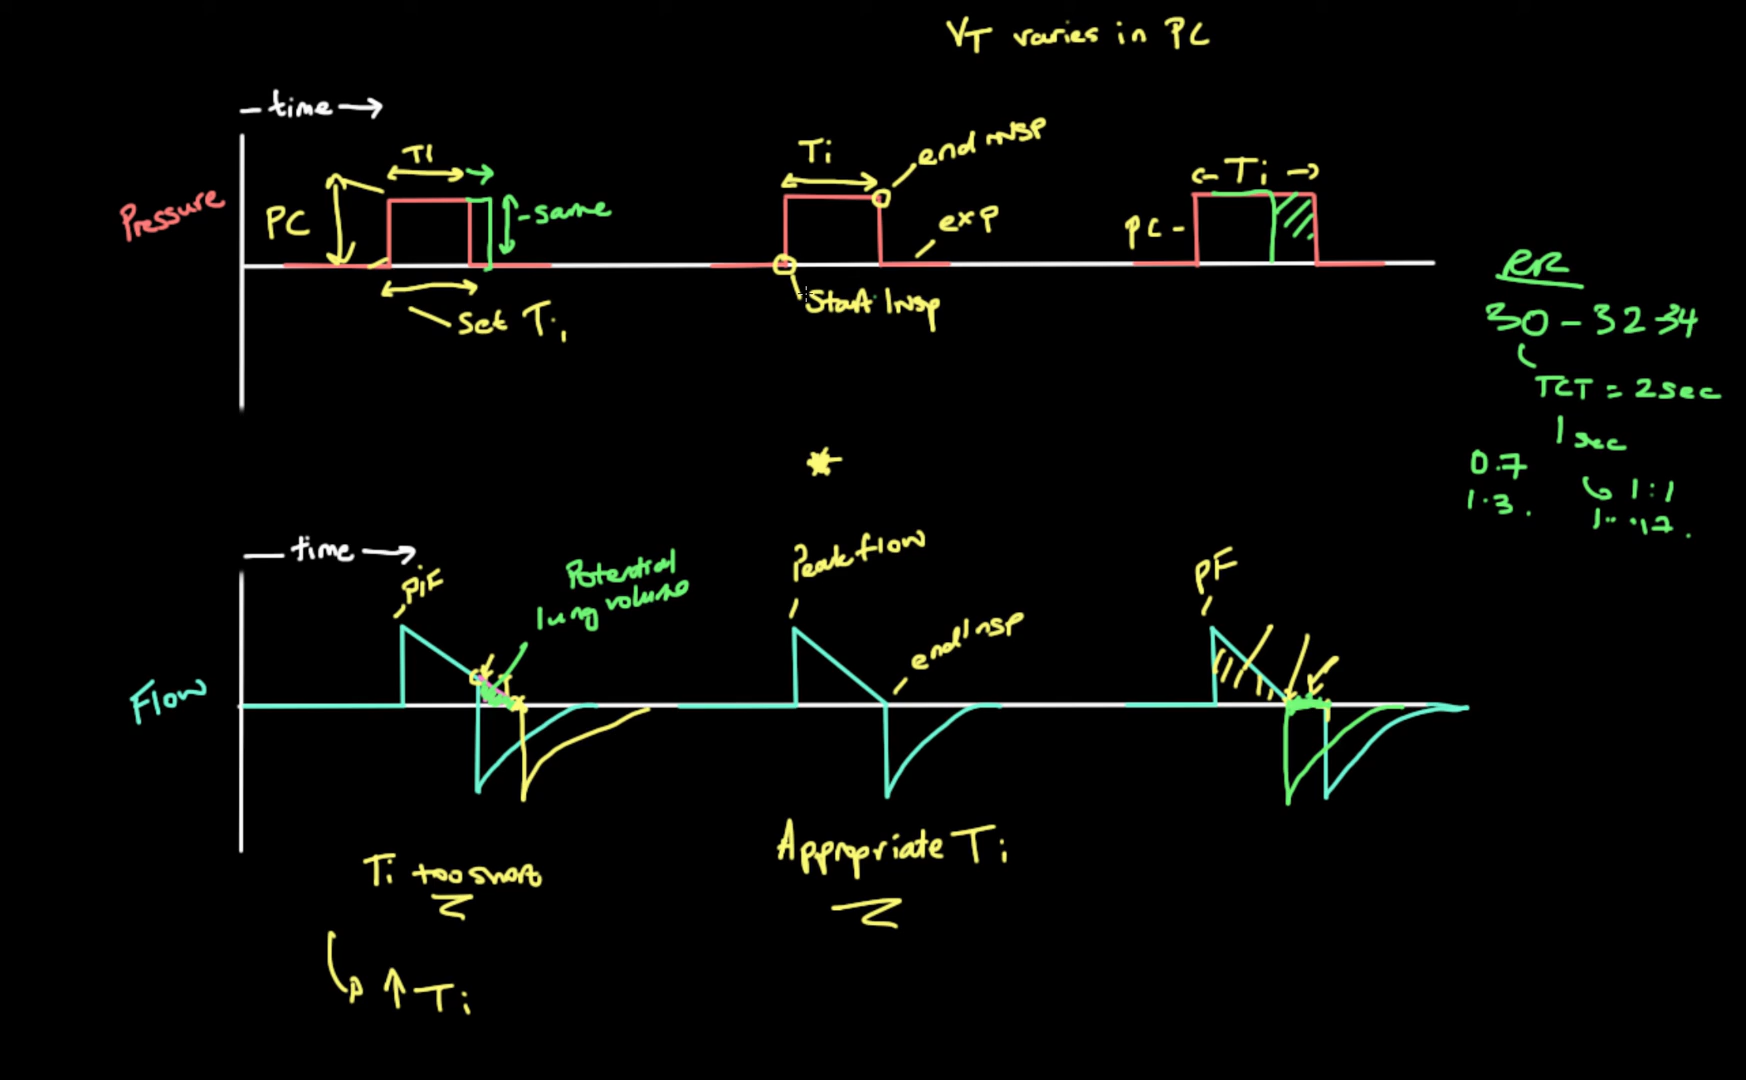 VT varies in PC
time
Pressure
PC
Ti
same
Set Ti
Ti
end insp
exp
Start Insp
Ti
PC
RR
30 - 32 34
TCT = 2 sec
1 sec
0.7
1.3.
1:1
time
Flow
PiF
Potential
lung volume
Peak flow
end Insp
PF
Ti too short
↑ Ti
Appropriate Ti